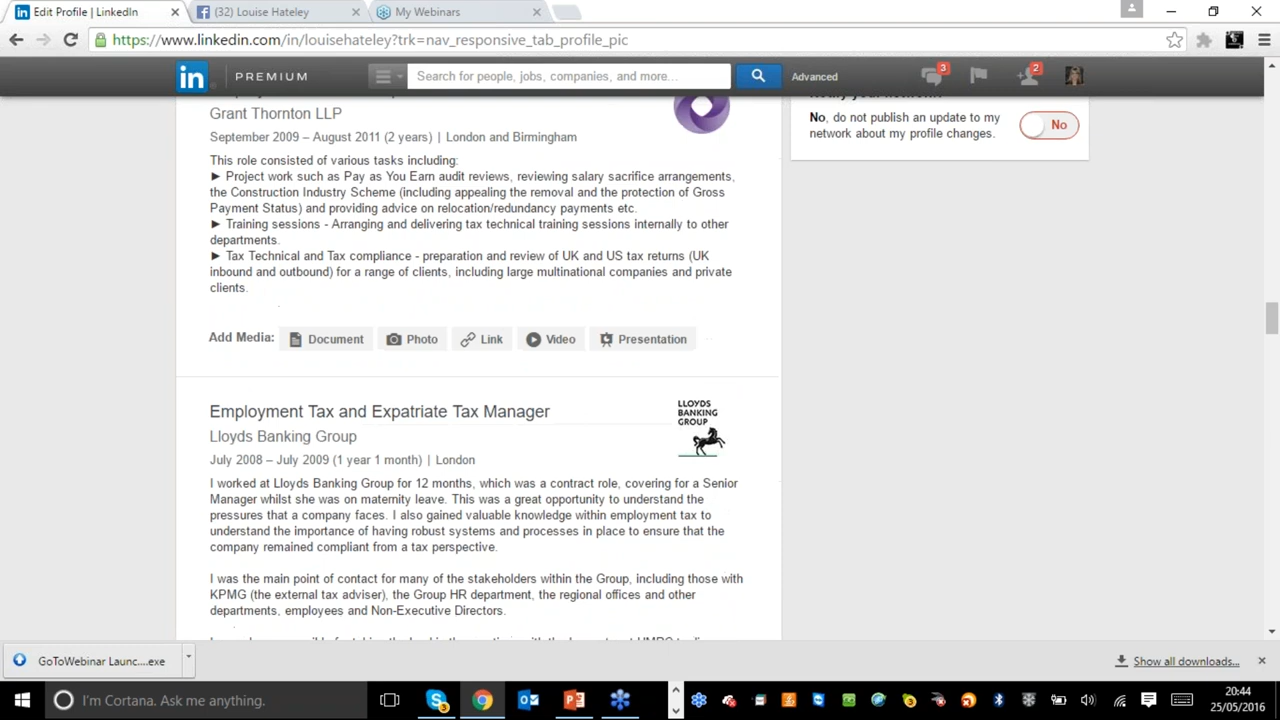 Edit Profile | LinkedIn
(32) Louise Hateley
My Webinars
https://www.linkedin.com/in/louisehateley?trk=nav_responsive_tab_profile_pic
in
PREMIUM
Search for people, jobs, companies, and more...
Advanced
3
2
Grant Thornton LLP
September 2009 – August 2011 (2 years) | London and Birmingham
This role consisted of various tasks including:
► Project work such as Pay as You Earn audit reviews, reviewing salary sacrifice arrangements,
the Construction Industry Scheme (including appealing the removal and the protection of Gross
Payment Status) and providing advice on relocation/redundancy payments etc.
► Training sessions - Arranging and delivering tax technical training sessions internally to other
departments.
► Tax Technical and Tax compliance - preparation and review of UK and US tax returns (UK
inbound and outbound) for a range of clients, including large multinational companies and private
clients.
Add Media: Document Photo Link Video Presentation
No, do not publish an update to my
network about my profile changes.
No
Employment Tax and Expatriate Tax Manager
Lloyds Banking Group
July 2008 – July 2009 (1 year 1 month) | London
LLOYDS
BANKING
GROUP
I worked at Lloyds Banking Group for 12 months, which was a contract role, covering for a Senior
Manager whilst she was on maternity leave. This was a great opportunity to understand the
pressures that a company faces. I also gained valuable knowledge within employment tax to
understand the importance of having robust systems and processes in place to ensure that the
company remained compliant from a tax perspective.
I was the main point of contact for many of the stakeholders within the Group, including those with
KPMG (the external tax adviser), the Group HR department, the regional offices and other
departments, employees and Non-Executive Directors.
GoToWebinar Launc....exe
Show all downloads...
I'm Cortana. Ask me anything.
20:44
25/05/2016